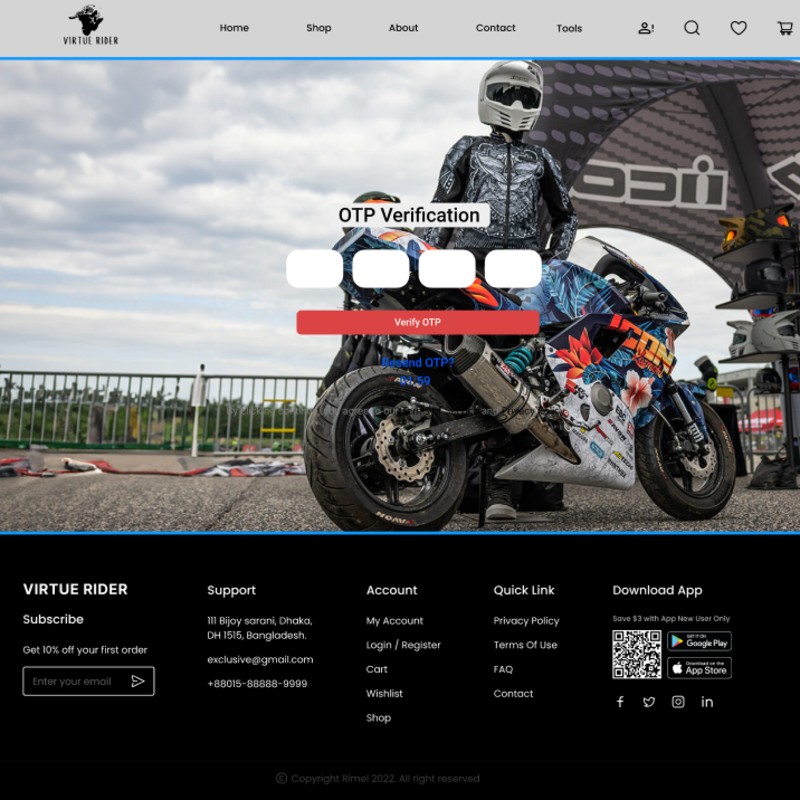 VIRTUE RIDER
Home
Shop
About
Contact
Tools
icon
OTP Verification
Verify OTP
Resend OTP?
ICON
AVON
VIRTUE RIDER
Subscribe
Get 10% off your first order
Enter your email
Support
111 Bijoy sarani, Dhaka,
DH 1515, Bangladesh.
exclusive@gmail.com
+88015-88888-9999
Account
My Account
Login / Register
Cart
Wishlist
Shop
Quick Link
Privacy Policy
Terms Of Use
FAQ
Contact
Download App
Save $3 with App New User Only
GET IT ON
Google Play
Download on the
App Store
© Copyright Rimel 2022. All right reserved